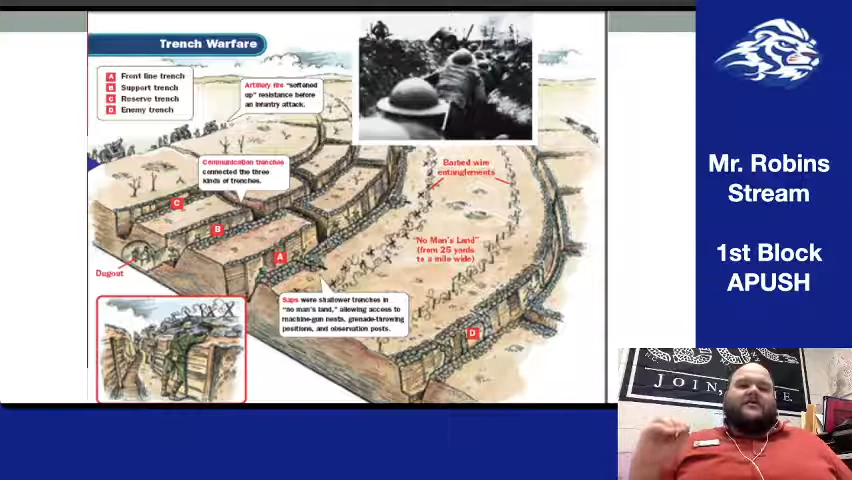 Trench Warfare
A Front line trench
B Support trench
C Reserve trench
D Enemy trench
Artillery fire "softened
up" resistance before
an infantry attack.
Communication trenches
connected the three
kinds of trenches.
Barbed wire
entanglements
C
B
A
"No Man's Land"
(from 25 yards
to a mile wide)
Dugout
Saps were shallower trenches in
"no man's land," allowing access to
machine-gun nests, grenade-throwing
positions, and observation posts.
D
Mr. Robins
Stream
1st Block
APUSH
JOIN,